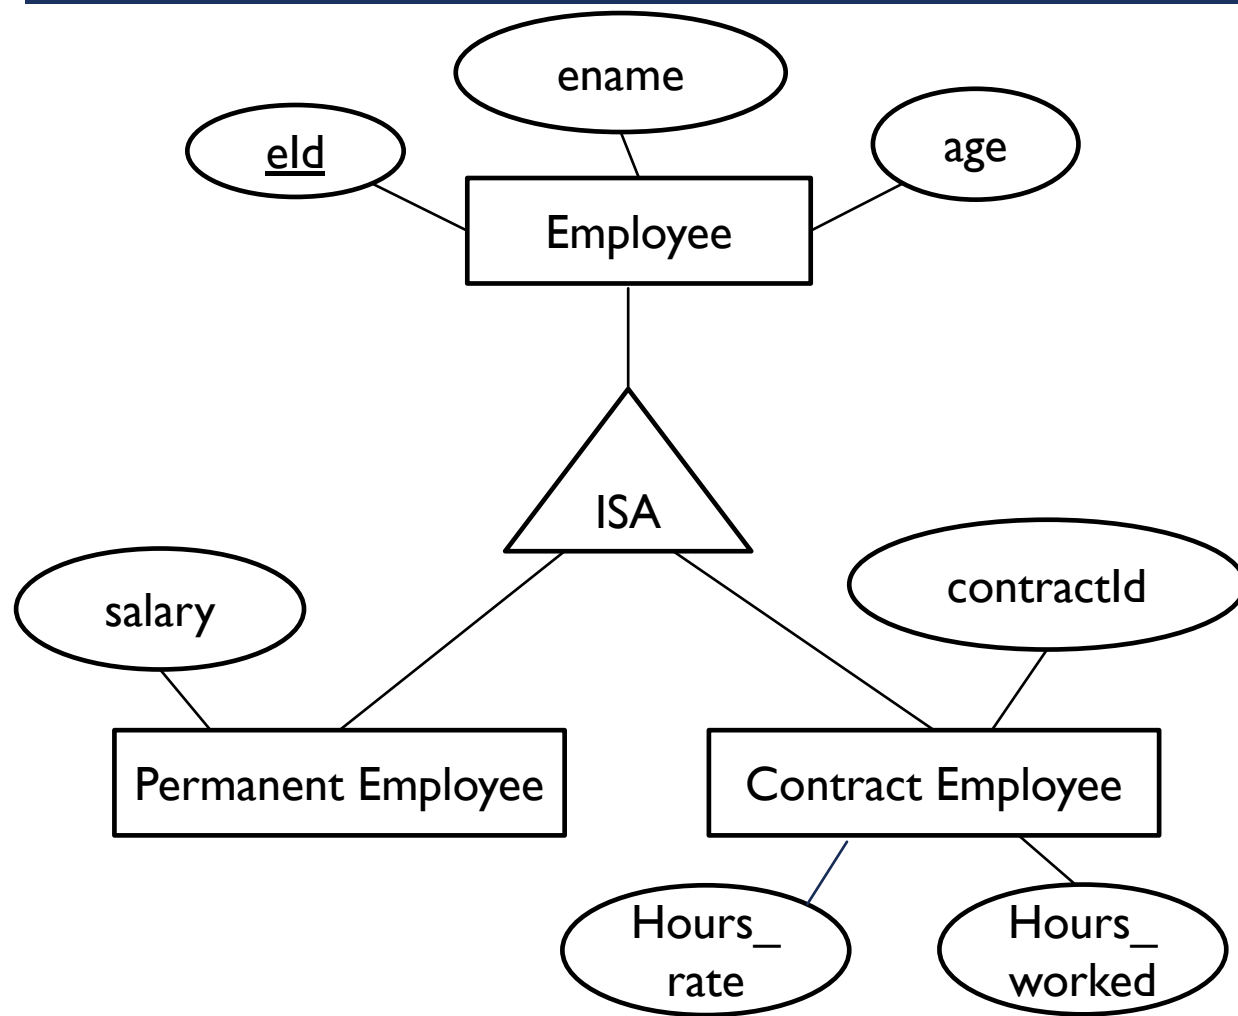 ename
eId
age
Employee
ISA
salary
contractId
Permanent Employee
Contract Employee
Hours_
rate
Hours_
worked